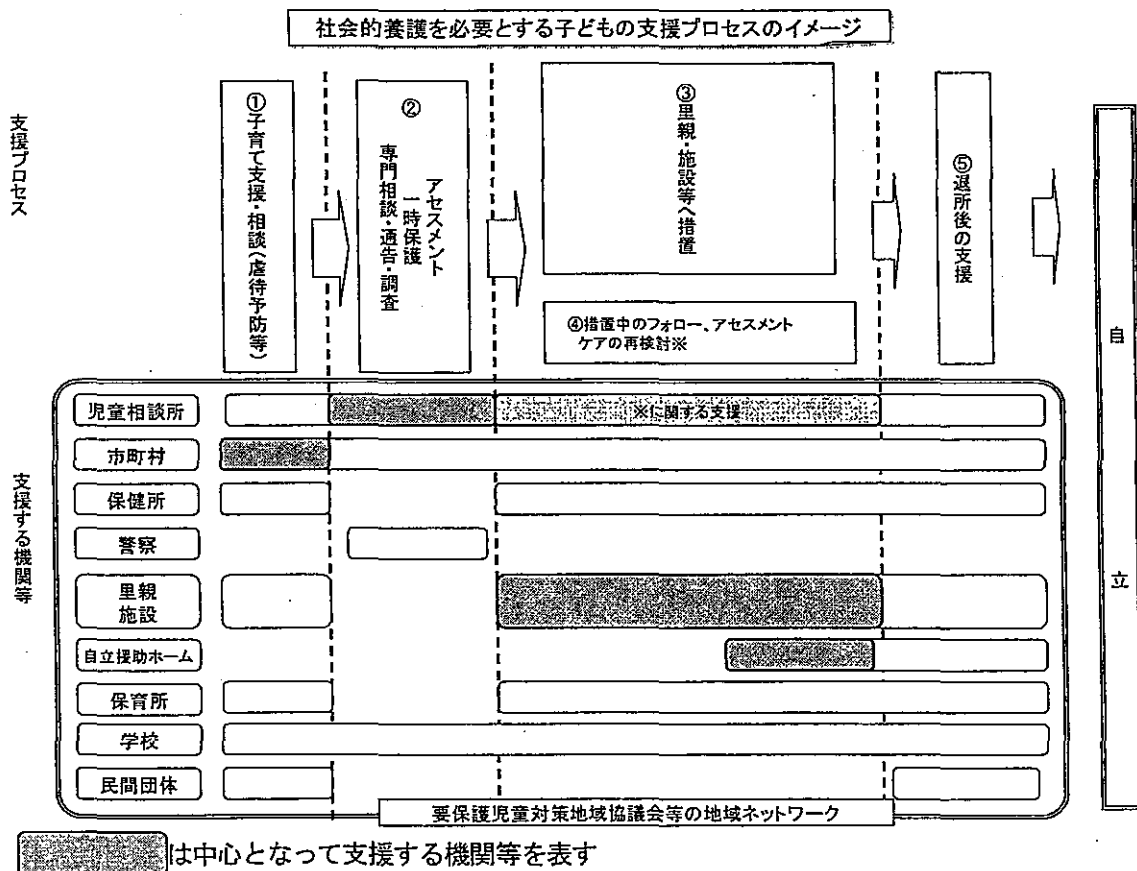 社会的養護を必要とする子どもの支援プロセスのイメージ
支援プロセス
①子育て支援・相談(虐待予防等)
②
専門相談・通告・調査
一時保護
アセスメント
③里親・施設等へ措置
④措置中のフォロー、アセスメント
ケアの再検討※
⑤退所後の支援
自立
支援する機関等
児童相談所
※に関する支援
市町村
保健所
警察
里親
施設
自立援助ホーム
保育所
学校
民間団体
要保護児童対策地域協議会等の地域ネットワーク
は中心となって支援する機関等を表す